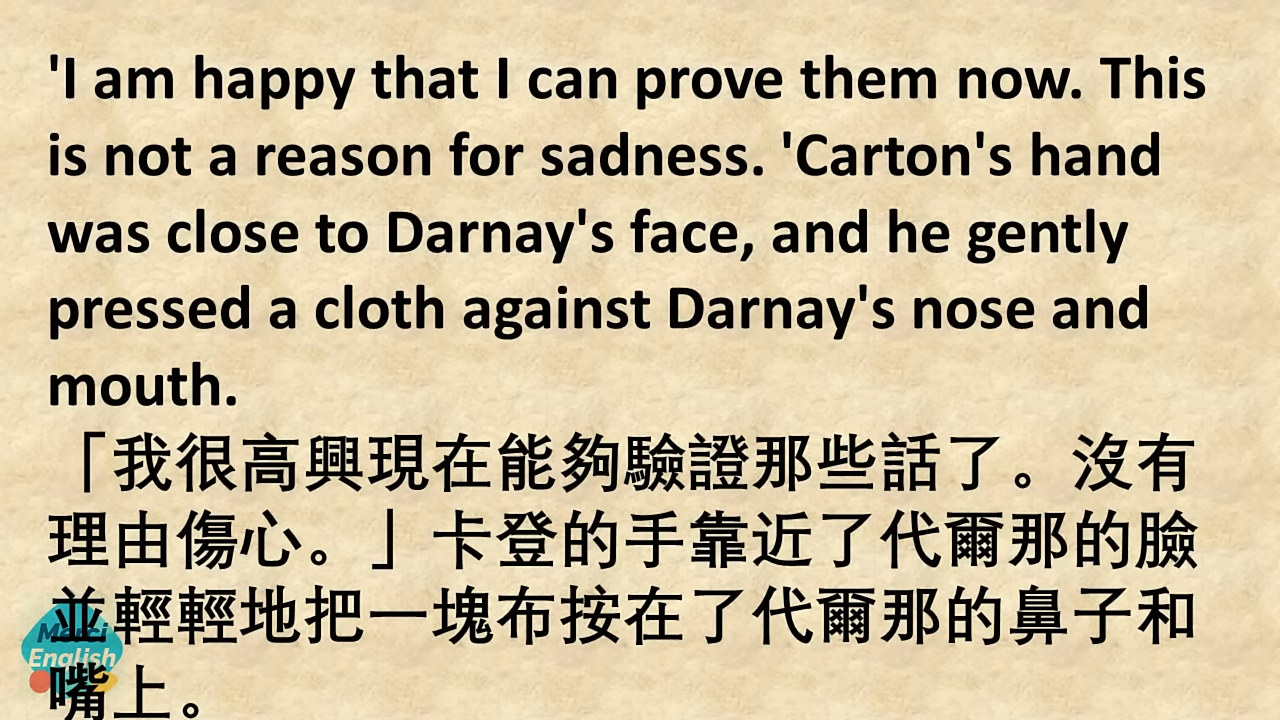 'I am happy that I can prove them now. This
is not a reason for sadness. 'Carton's hand
was close to Darnay's face, and he gently
pressed a cloth against Darnay's nose and
mouth.
「我很高興現在能夠驗證那些話了。沒有
理由傷心。」卡登的手靠近了代爾那的臉
並輕輕地把一塊布按在了代爾那的鼻子和
嘴上。
Merci
English